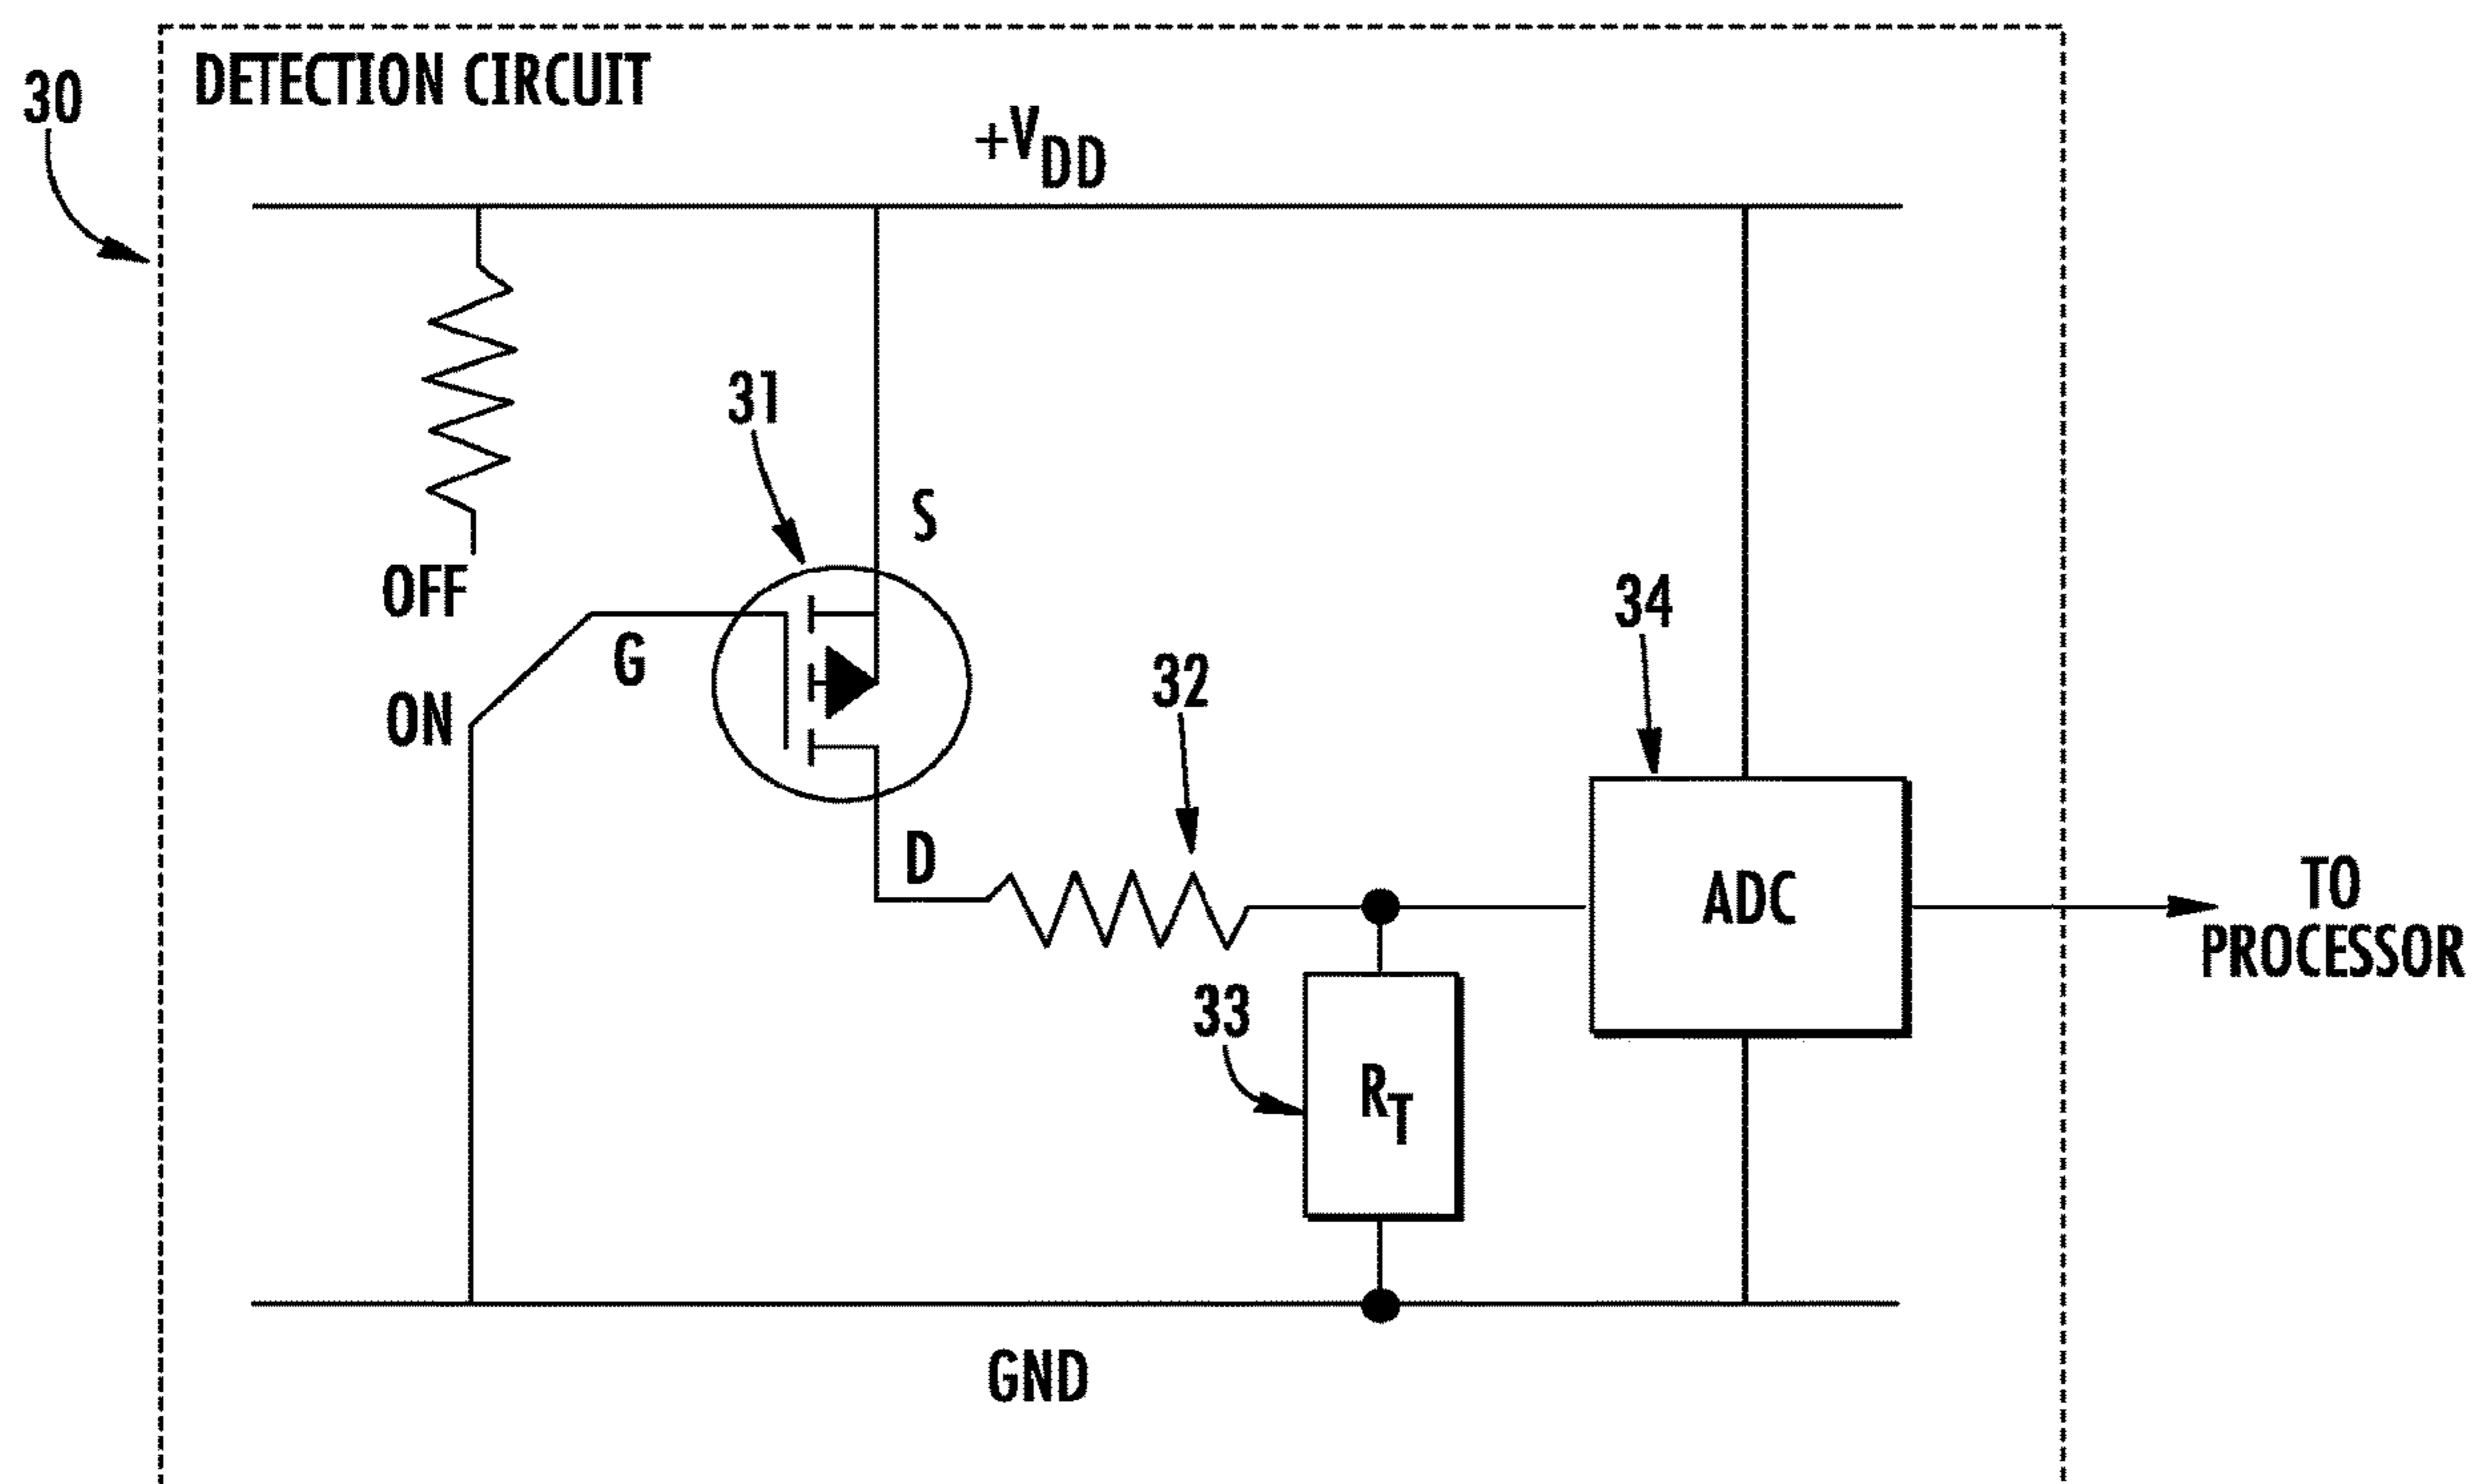 DETECTION CIRCUIT
30
+VDD
31
S
OFF
G
ON
32
34
D
ADC
TO
PROCESSOR
33
RT
GND